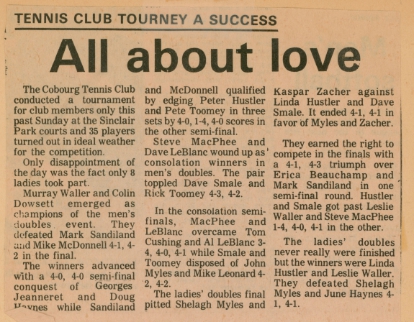 TENNIS CLUB TOURNEY A SUCCESS
All about love
The Cobourg Tennis Club
conducted a tournament
for club members only this
past Sunday at the Sinclair
Park courts and 35 players
turned out in ideal weather
for the competition.
Only disappointment of
the day was the fact only 8
ladies took part.
Murray Waller and Colin
Dowsett emerged as
champions of the men's
doubles event. They
defeated Mark Sandiland
and Mike McDonnell 4-1, 4-
2 in the final.
The winners advanced
with a 4-0, 4-0 semi-final
conquest of Georges
Jeanneret and Doug
Haynes while Sandiland
and McDonnell qualified
by edging Peter Hustler
and Pete Toomey in three
sets by 4-0, 1-4, 4-0 scores in
the other semi-final.
Steve MacPhee and
Dave LeBlanc wound up as
consolation winners in
men's doubles. The pair
toppled Dave Smale and
Rick Toomey 4-3, 4-2.
In the consolation semi-
finals, MacPhee and
LeBlanc overcame Tom
Cushing and Al LeBlanc 3-
4, 4-0, 4-1 while Smale and
Toomey disposed of John
Myles and Mike Leonard 4-
2, 4-2.
The ladies' doubles final
pitted Shelagh Myles and
Kaspar Zacher against
Linda Hustler and Dave
Smale. It ended 4-1, 4-1 in
favor of Myles and Zacher.
They earned the right to
compete in the finals with
a 4-1, 4-3 triumph over
Erica Beauchamp and
Mark Sandiland in one
semi-final round. Hustler
and Smale got past Leslie
Waller and Steve MacPhee
1-4, 4-0, 4-1 in the other.
The ladies' doubles
never really were finished
but the winners were Linda
Hustler and Leslie Waller.
They defeated Shelagh
Myles and June Haynes 4-
1, 4-1.